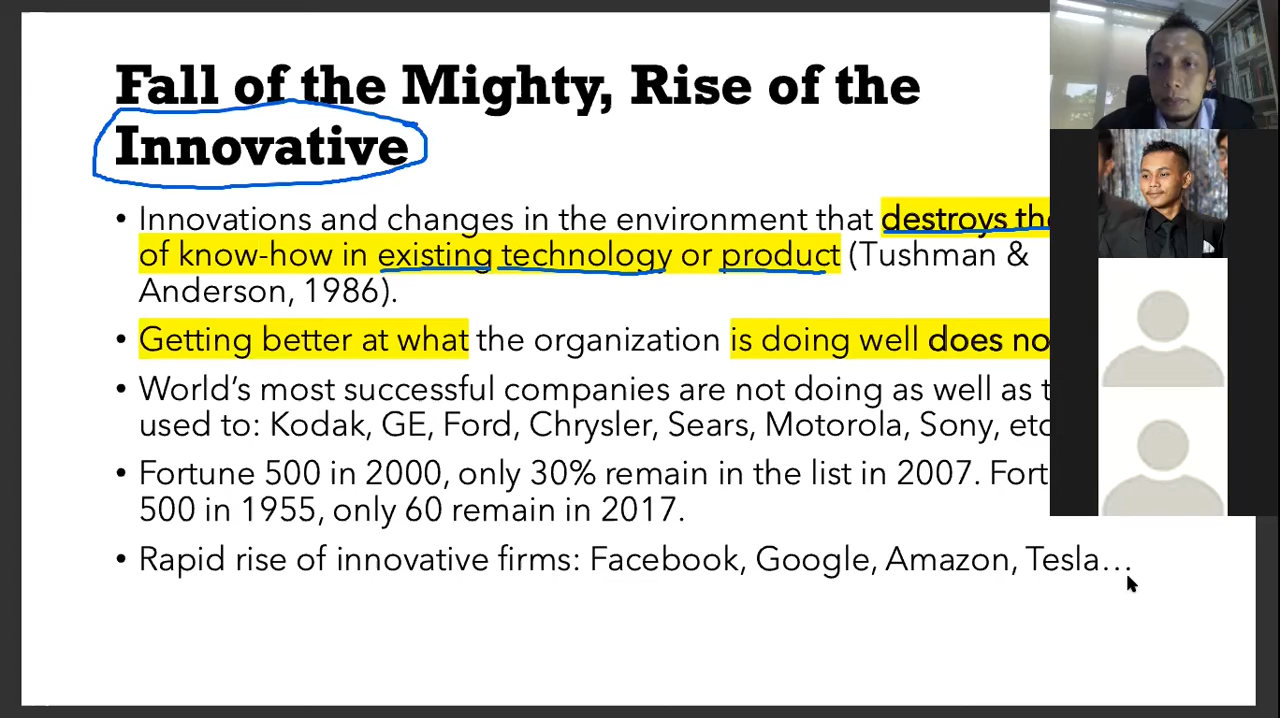 Fall of the Mighty, Rise of the
Innovative
• Innovations and changes in the environment that destroys
of know-how in existing technology or product (Tushman &
Anderson, 1986).
• Getting better at what the organization is doing well does
• World’s most successful companies are not doing as well as
used to: Kodak, GE, Ford, Chrysler, Sears, Motorola, Sony,
• Fortune 500 in 2000, only 30% remain in the list in 2007.
500 in 1955, only 60 remain in 2017.
• Rapid rise of innovative firms: Facebook, Google, Amazon, Tesla…